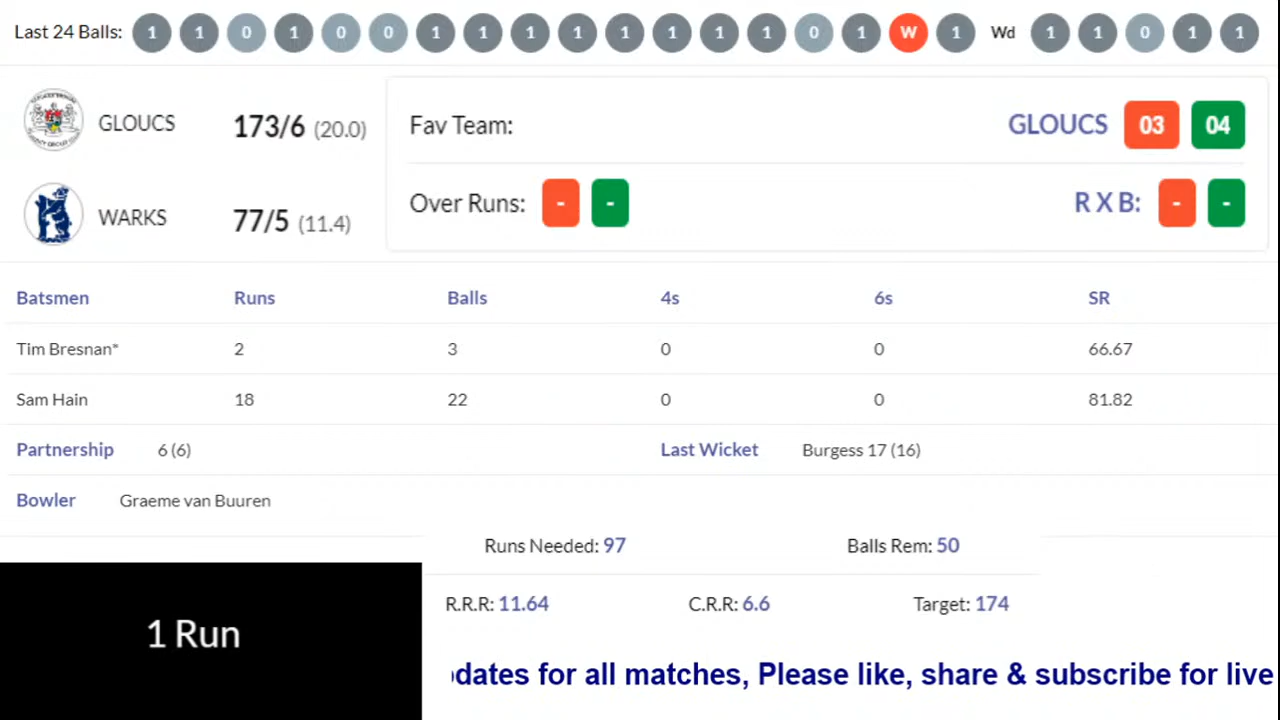 Last 24 Balls: 1 1 0 1 0 0 1 1 1 1 1 1 1 1 0 1 W 1 Wd 1 1 0 1 1
GLOUCS 173/6 (20.0)
Fav Team: GLOUCS 03 04
WARKS 77/5 (11.4)
Over Runs: - - R X B: - -
Batsmen Runs Balls 4s 6s SR
Tim Bresnan* 2 3 0 0 66.67
Sam Hain 18 22 0 0 81.82
Partnership 6 (6) Last Wicket Burgess 17 (16)
Bowler Graeme van Buuren
Runs Needed: 97 Balls Rem: 50
R.R.R: 11.64 C.R.R: 6.6 Target: 174
1 Run
dates for all matches, Please like, share & subscribe for live